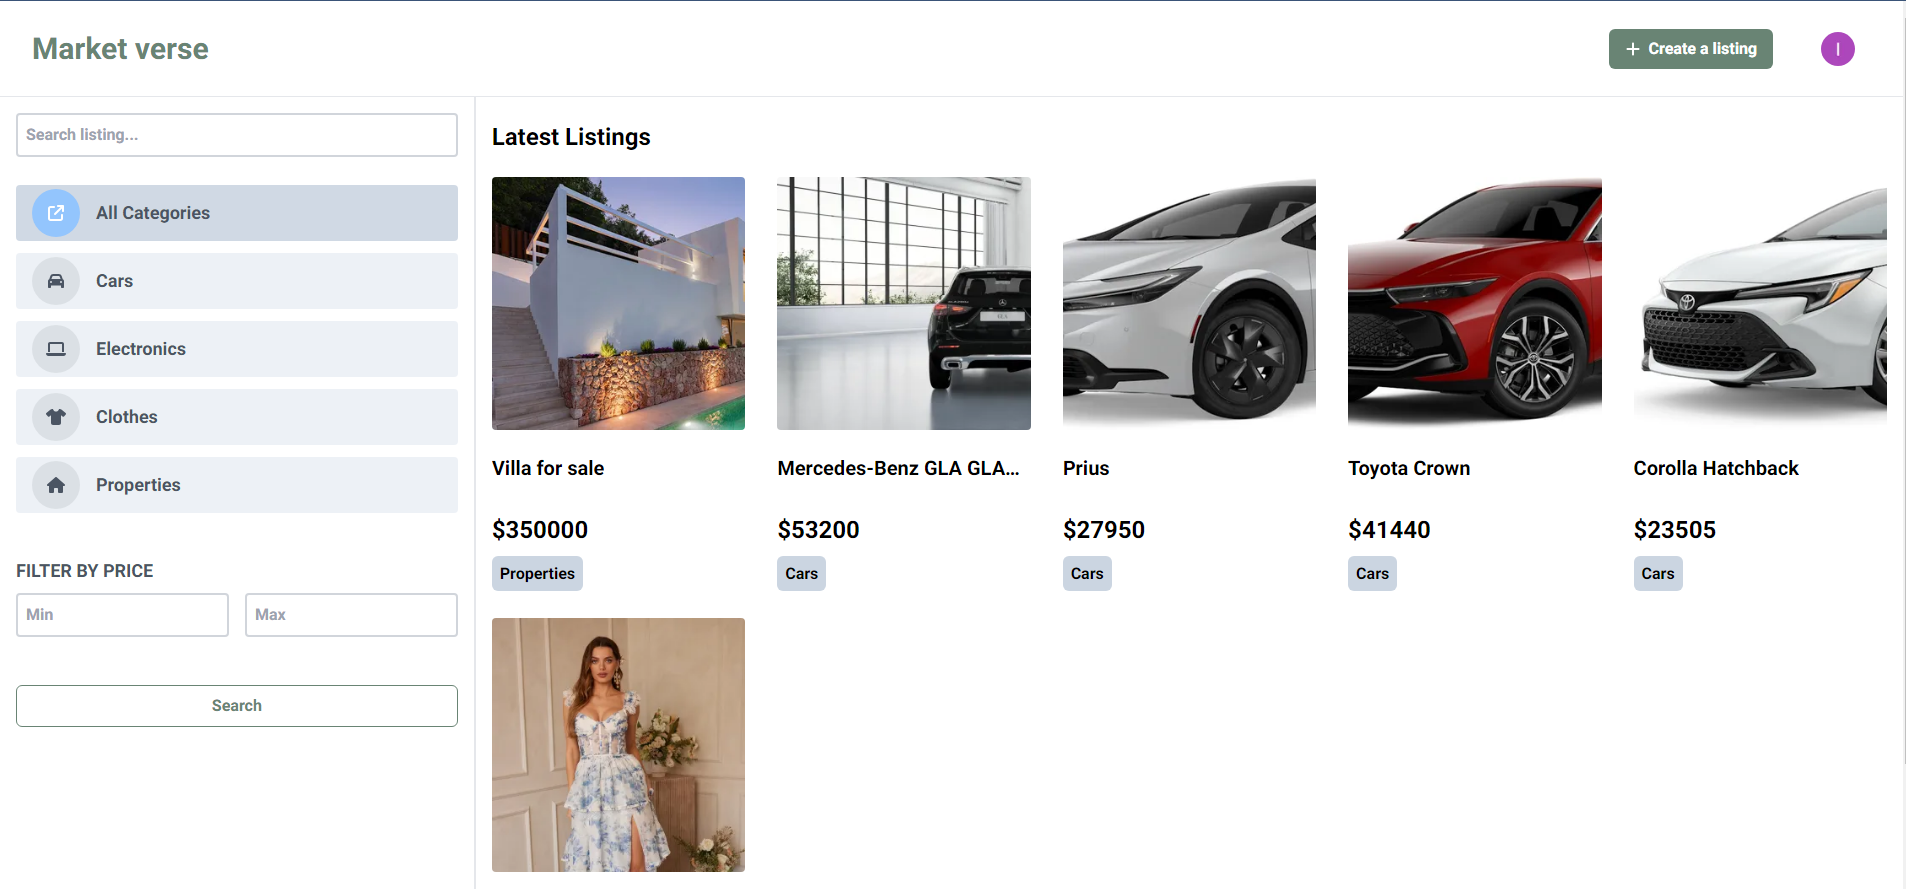 Market verse
+ Create a listing
I
Search listing...
All Categories
Cars
Electronics
Clothes
Properties
FILTER BY PRICE
Min
Max
Search
Latest Listings
Villa for sale
$350000
Properties
Mercedes-Benz GLA GLA...
$53200
Cars
Prius
$27950
Cars
Toyota Crown
$41440
Cars
Corolla Hatchback
$23505
Cars